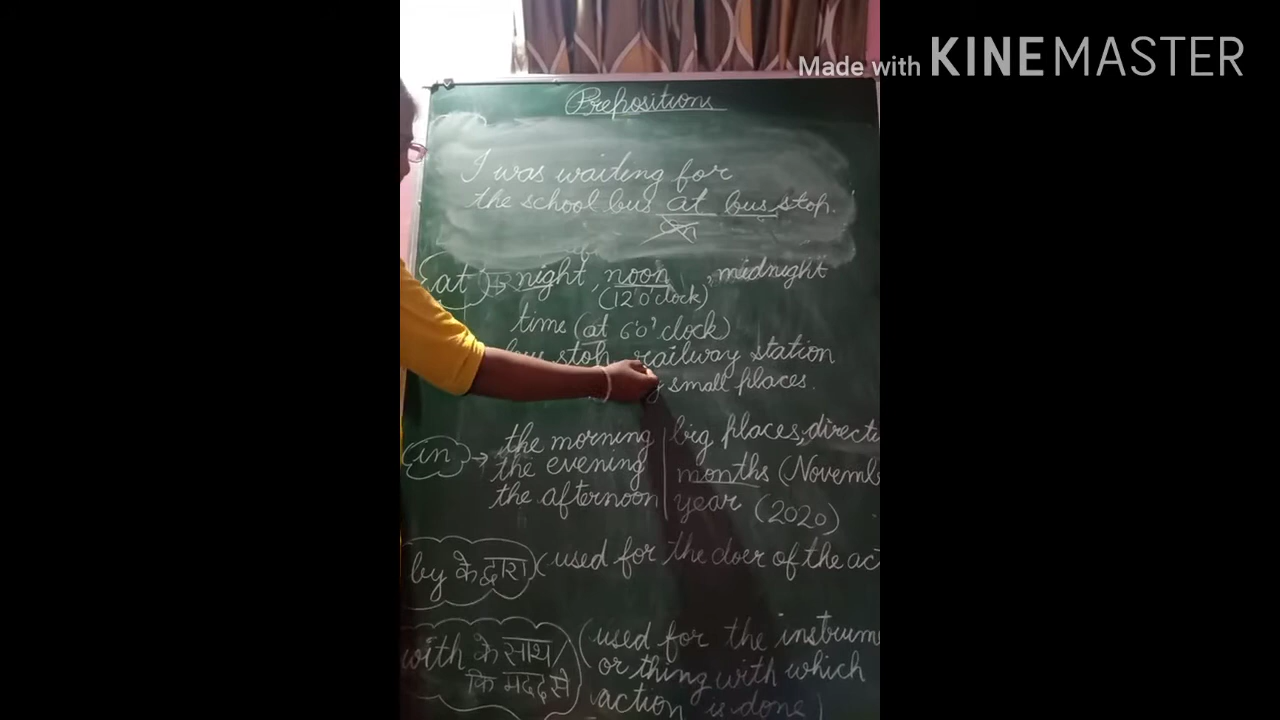 Made with KINEMASTER
Prepositions
I was waiting for
the school bus at bus stop.
on
at → night, noon, midnight
(12 o'clock)
time (at 6 o'clock)
bus stop, railway station
small places.
in → the morning | big places, directi
the evening | months (Novemb
the afternoon | year (2020)
by के द्वारा (used for the doer of the act
with के साथ/ (used for the instrum
कि मदद से or thing with which
action is done)